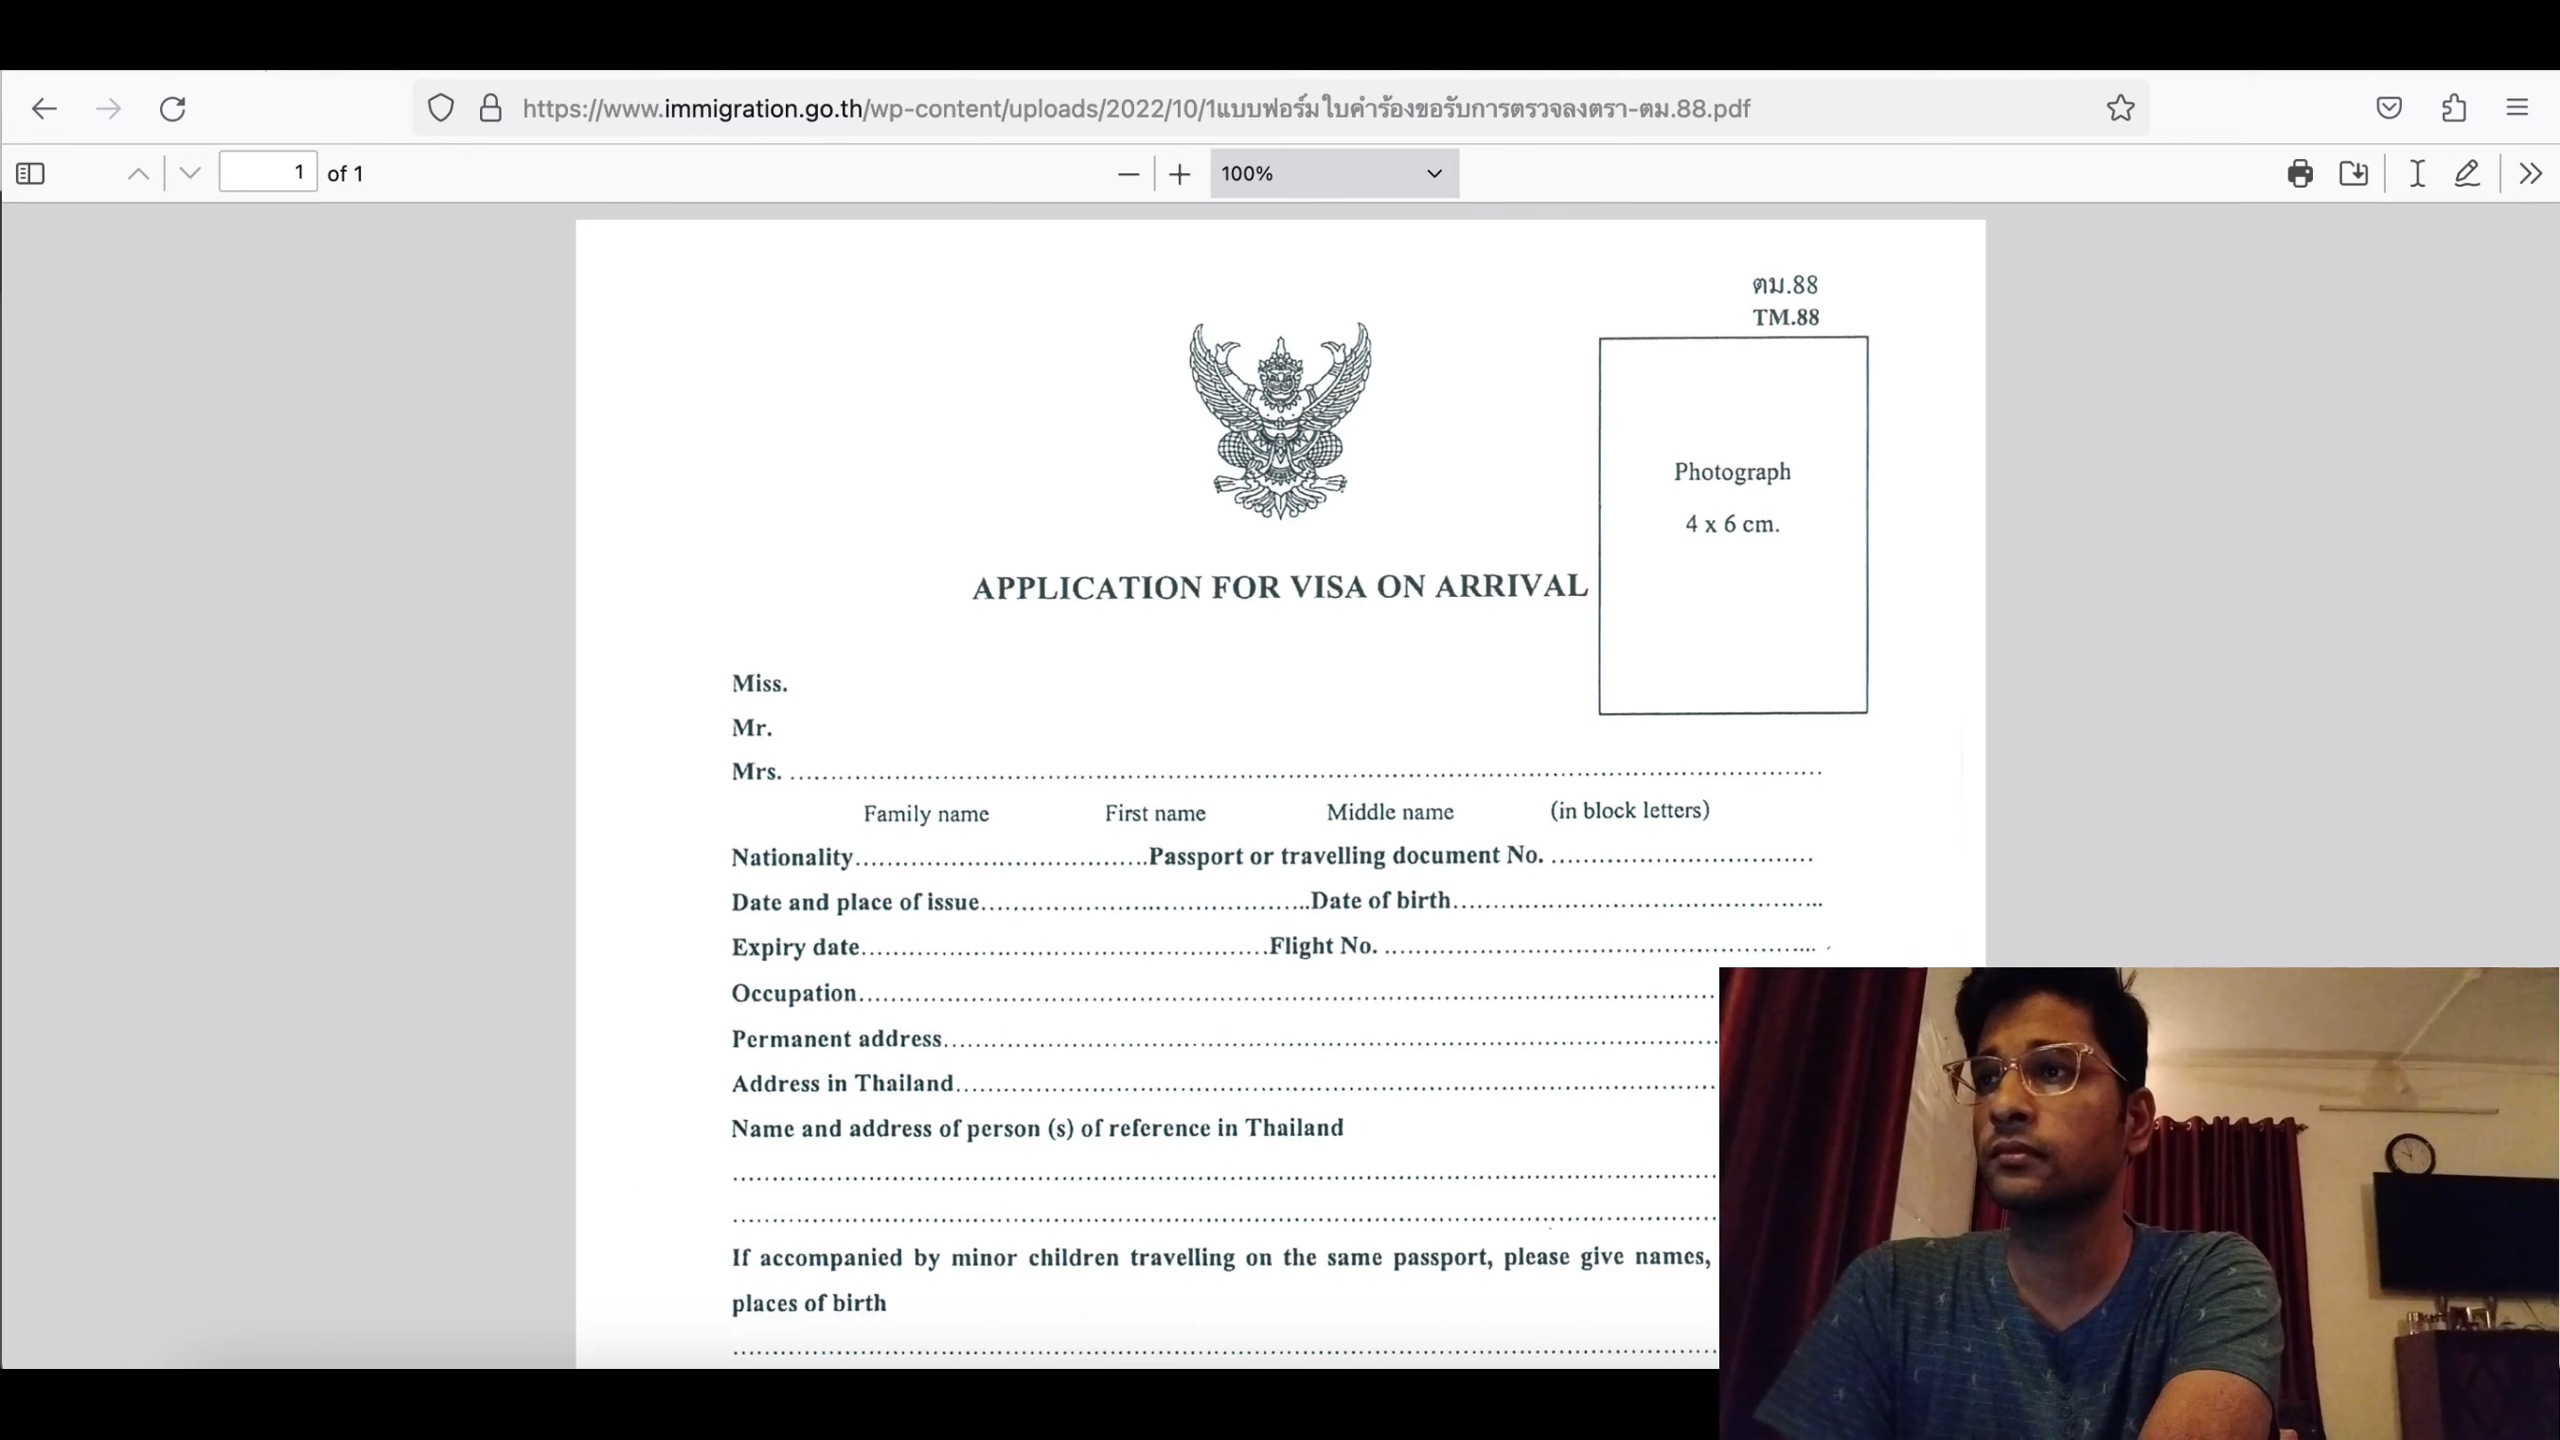 https://www.immigration.go.th/wp-content/uploads/2022/10/1แบบฟอร์มใบคำร้องขอรับการตรวจลงตรา-ตม.88.pdf
1 of 1
100%
ตม.88
TM.88
Photograph
4 x 6 cm.
APPLICATION FOR VISA ON ARRIVAL
Miss.
Mr.
Mrs. ................................................................
Family name First name Middle name (in block letters)
Nationality................................Passport or travelling document No. ................................
Date and place of issue................................Date of birth................................
Expiry date................................Flight No. ................................
Occupation................................
Permanent address................................
Address in Thailand................................
Name and address of person (s) of reference in Thailand
................................................................
................................................................
If accompanied by minor children travelling on the same passport, please give names,
places of birth
................................................................